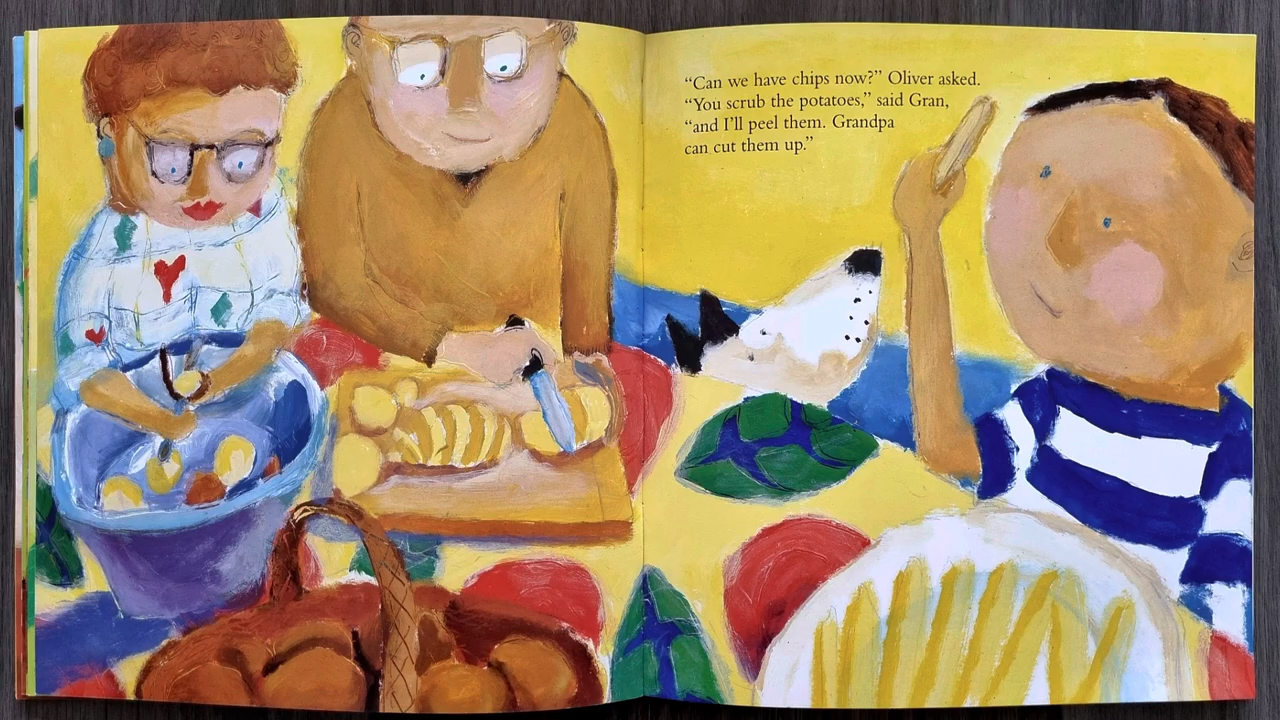 “Can we have chips now?” Oliver asked.
“You scrub the potatoes,” said Gran,
“and I’ll peel them. Grandpa
can cut them up.”